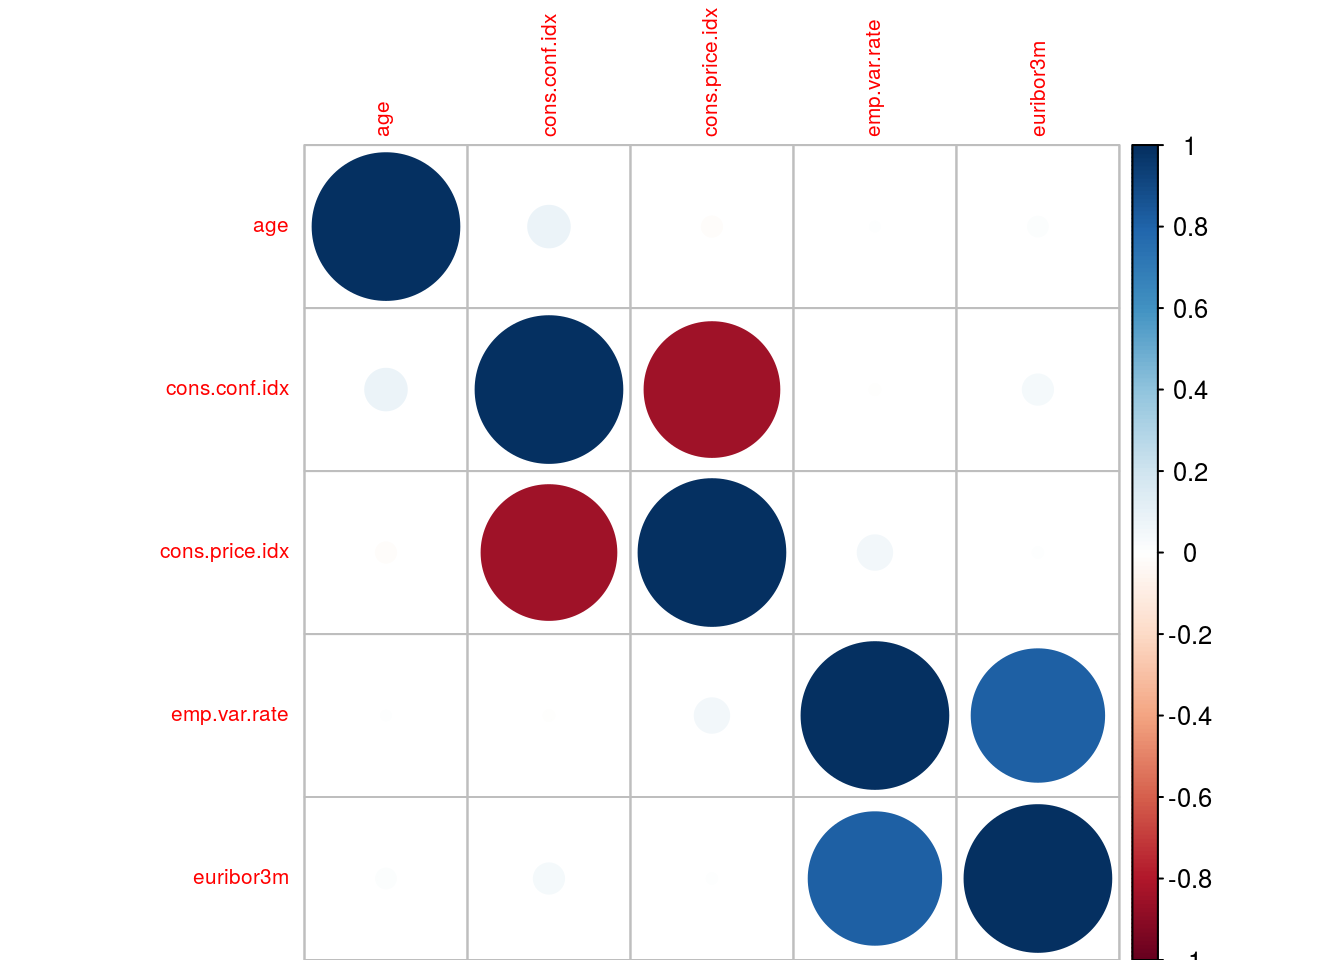 age
cons.conf.idx
cons.price.idx
emp.var.rate
euribor3m
age
cons.conf.idx
cons.price.idx
emp.var.rate
euribor3m
1
0.8
0.6
0.4
0.2
0
-0.2
-0.4
-0.6
-0.8
-1